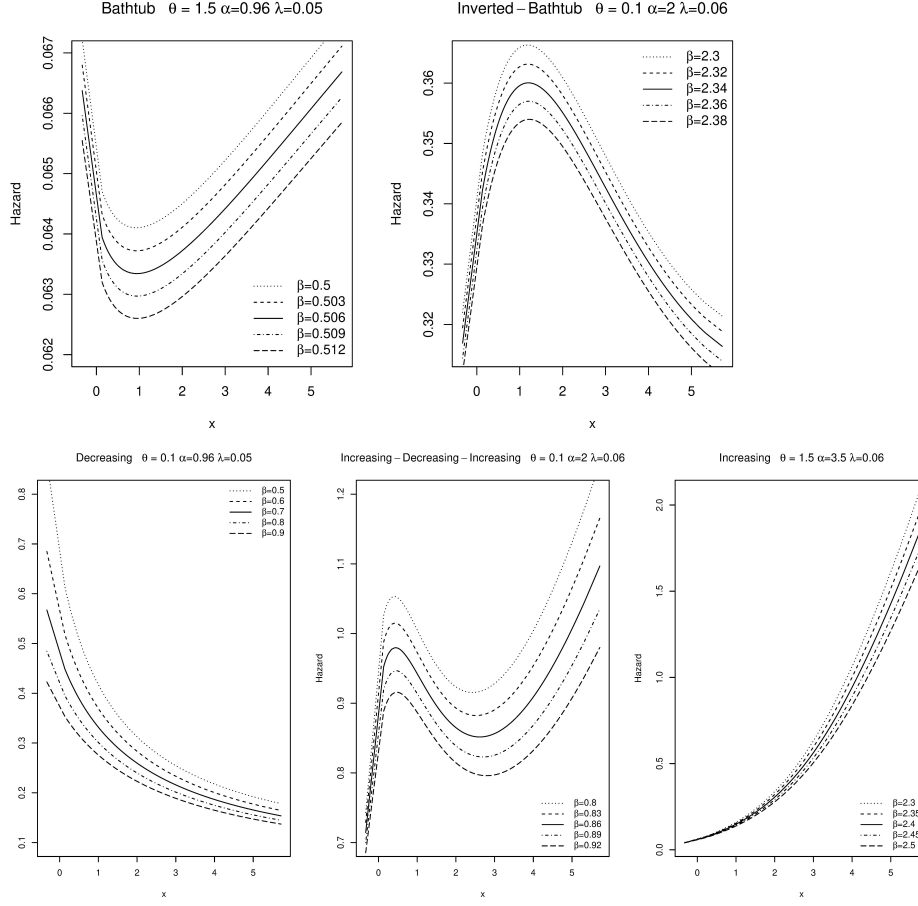 Bathtub θ = 1.5 α=0.96 λ=0.05
Hazard
0.067
0.066
0.065
0.064
0.063
0.062
β=0.5
β=0.503
β=0.506
β=0.509
β=0.512
0 1 2 3 4 5
x
Inverted – Bathtub θ = 0.1 α=2 λ=0.06
Hazard
0.36
0.35
0.34
0.33
0.32
β=2.3
β=2.32
β=2.34
β=2.36
β=2.38
0 1 2 3 4 5
x
Decreasing θ = 0.1 α=0.96 λ=0.05
0.8
0.7
0.6
0.5
0.4
0.3
0.2
0.1
β=0.5
β=0.6
β=0.7
β=0.8
β=0.9
0 1 2 3 4 5
x
Increasing – Decreasing – Increasing θ = 0.1 α=2 λ=0.06
Hazard
1.2
1.1
1.0
0.9
0.8
0.7
β=0.8
β=0.83
β=0.86
β=0.89
β=0.92
0 1 2 3 4 5
x
Increasing θ = 1.5 α=3.5 λ=0.06
Hazard
2.0
1.5
1.0
0.5
0.0
β=2.3
β=2.35
β=2.4
β=2.45
β=2.5
0 1 2 3 4 5
x